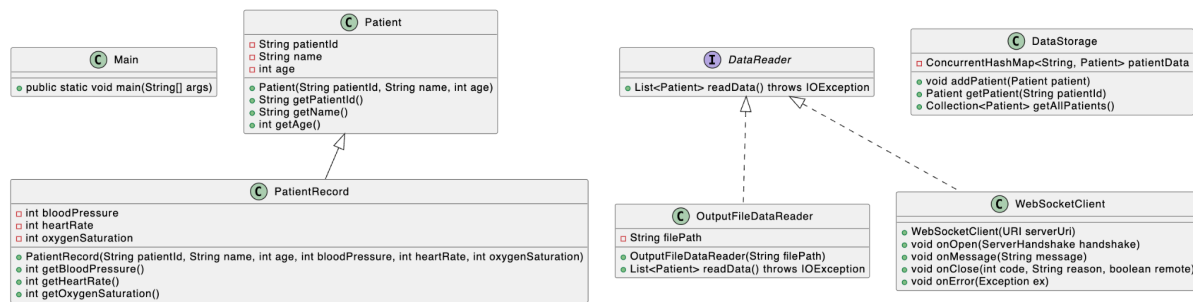 C Main
public static void main(String[] args)
C Patient
String patientId
String name
int age
Patient(String patientId, String name, int age)
String getPatientId()
String getName()
int getAge()
I DataReader
List<Patient> readData() throws IOException
C DataStorage
ConcurrentHashMap<String, Patient> patientData
void addPatient(Patient patient)
Patient getPatient(String patientId)
Collection<Patient> getAllPatients()
C PatientRecord
int bloodPressure
int heartRate
int oxygenSaturation
PatientRecord(String patientId, String name, int age, int bloodPressure, int heartRate, int oxygenSaturation)
int getBloodPressure()
int getHeartRate()
int getOxygenSaturation()
C OutputFileDataReader
String filePath
OutputFileDataReader(String filePath)
List<Patient> readData() throws IOException
C WebSocketClient
WebSocketClient(URI serverUri)
void onOpen(ServerHandshake handshake)
void onMessage(String message)
void onClose(int code, String reason, boolean remote)
void onError(Exception ex)